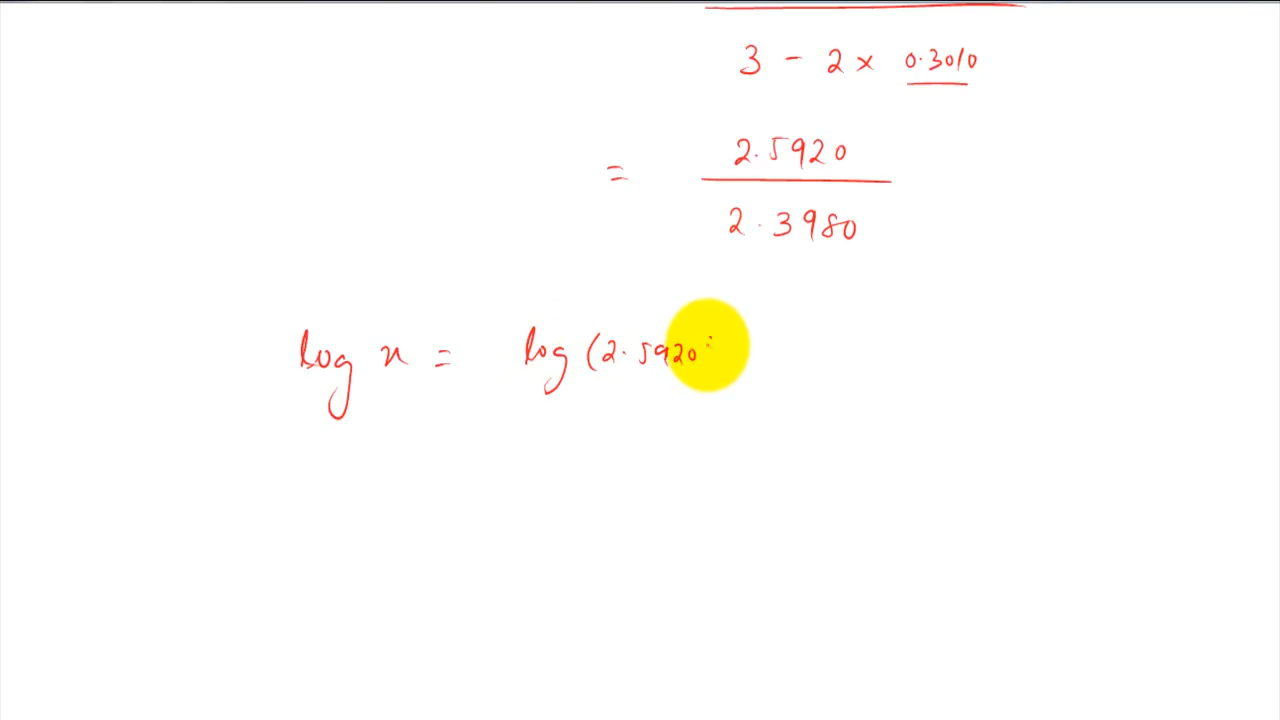 3 - 2 × 0.3010
= 2.5920
2.3980
log x = log (2.5920